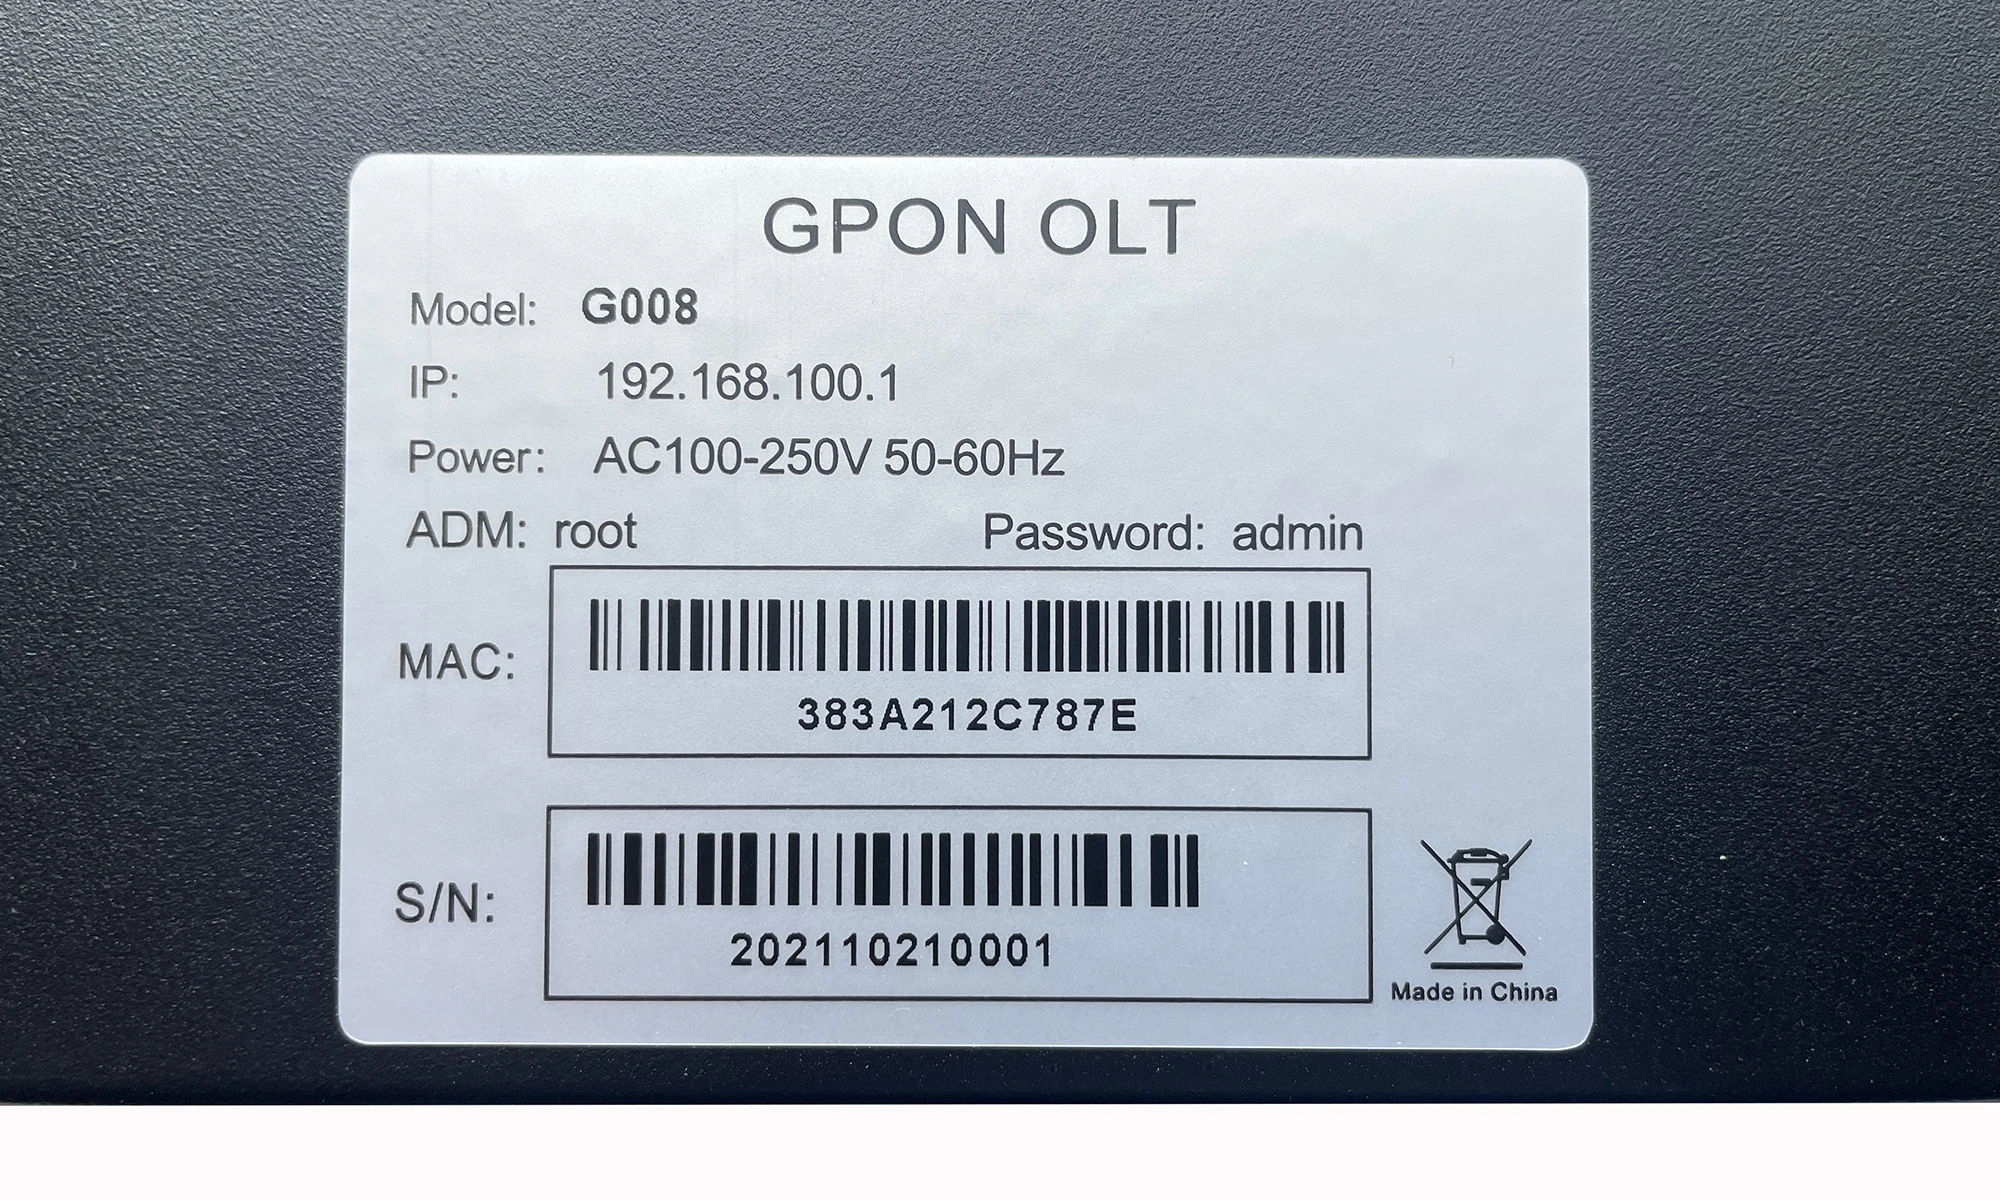 GPON OLT
Model: G008
IP: 192.168.100.1
Power: AC100-250V 50-60Hz
ADM: root Password: admin
MAC:
383A212C787E
S/N:
202110210001
Made in China